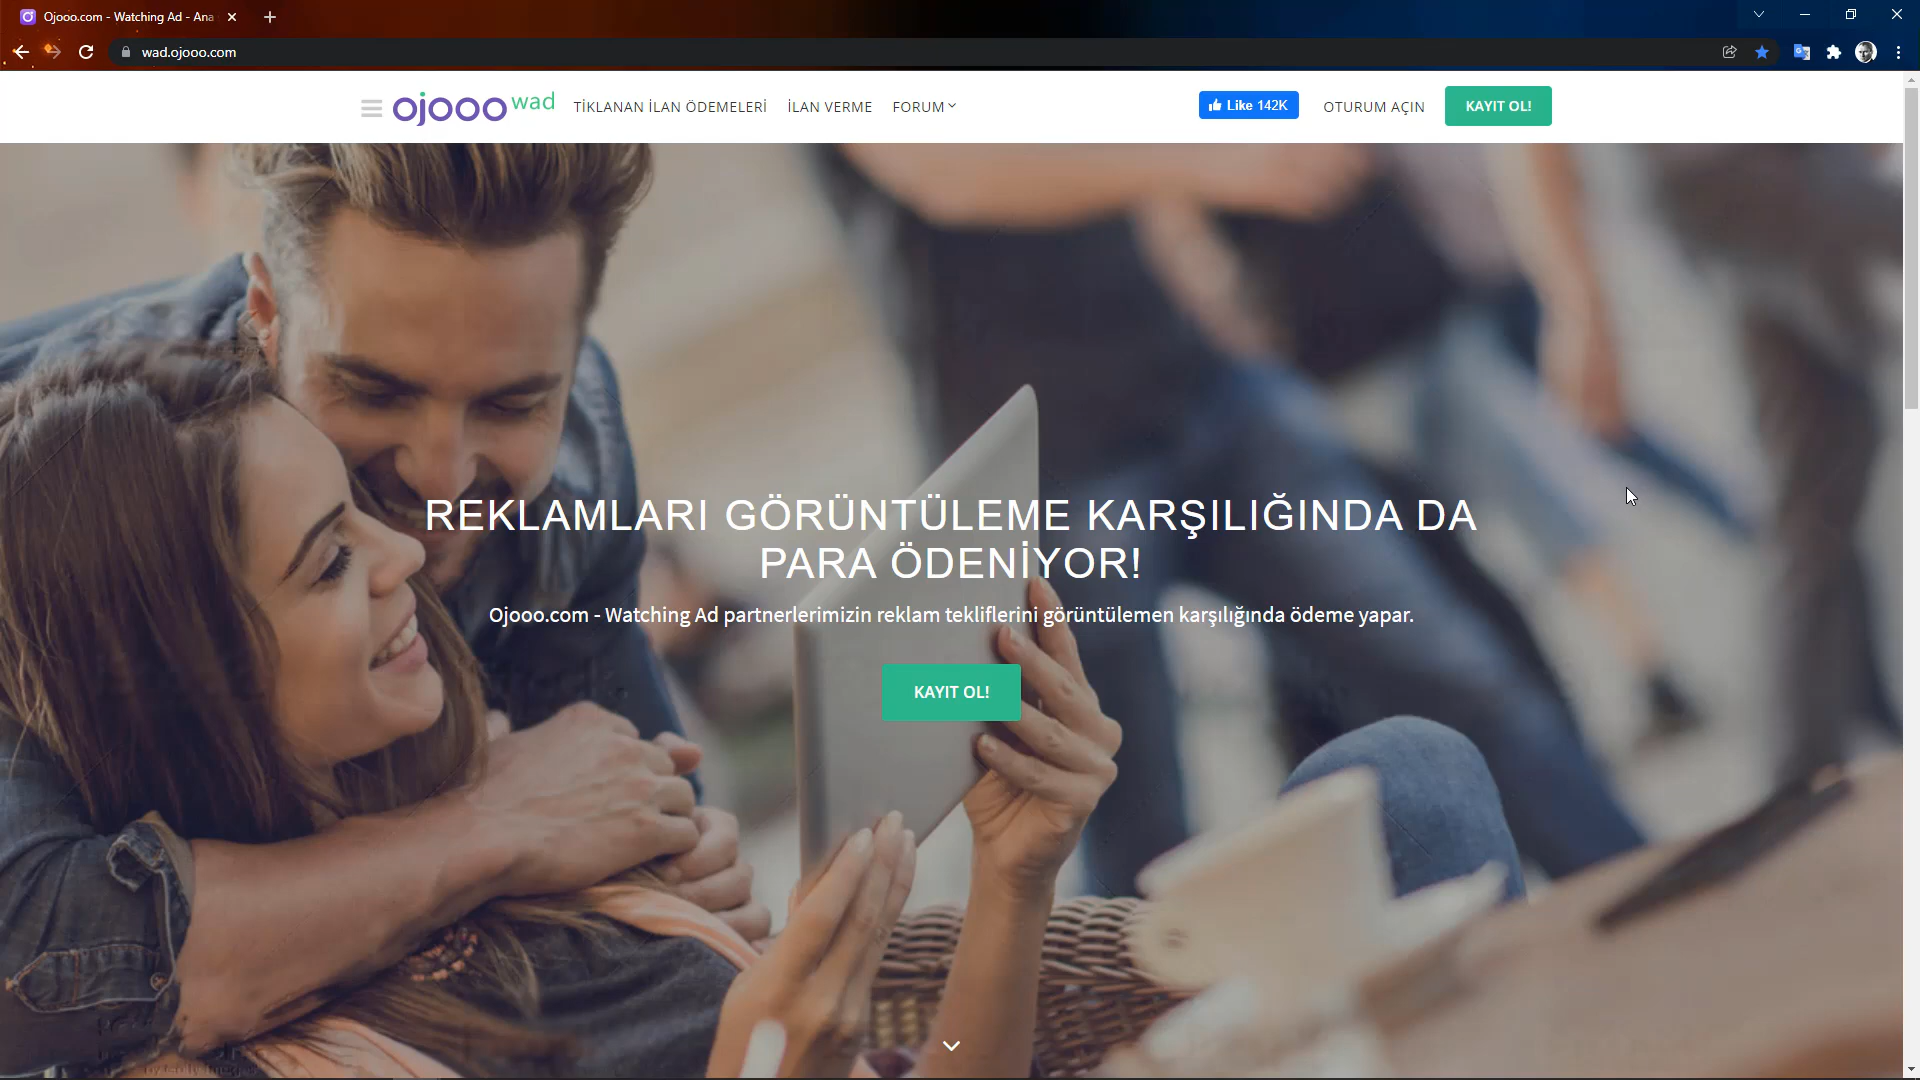 Ojooo.com - Watching Ad - Ana
wad.ojooo.com
ojooo wad
TİKLANAN İLAN ÖDEMELERİ
İLAN VERME
FORUM
Like 142K
OTURUM AÇIN
KAYIT OL!
REKLAMLARI GÖRÜNTÜLEME KARŞILIĞINDA DA
PARA ÖDENİYOR!
Ojooo.com - Watching Ad partnerlerimizin reklam tekliflerini görüntülemen karşılığında ödeme yapar.
KAYIT OL!